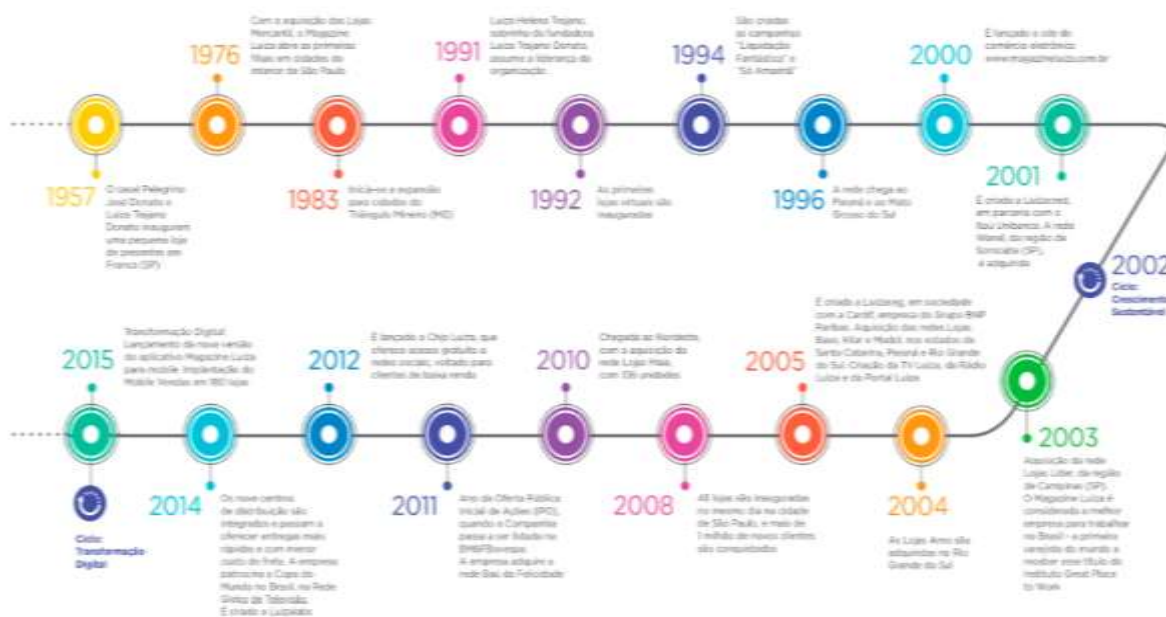 1976
Com a aquisição das Lojas
Mercantil, o Magazine
Luiza abre as primeiras
filiais em cidades do
interior de São Paulo
1991
Luiza Helena Trajano,
sobrinha da fundadora
Luiza Trajano Donato,
assume a liderança da
organização
1994
São criadas
as campanhas
"Liquidação
Fantástica" e
"Só Amanhã"
2000
É lançado o site de
comércio eletrônico
www.magazineluiza.com.br
1957
O casal Pelegrino
José Donato e
Luiza Trajano
Donato inauguram
uma pequena loja
de presentes em
Franca (SP)
1983
Inicia-se a expansão
para cidades do
Triângulo Mineiro (MG)
1992
As primeiras
lojas virtuais são
inauguradas
1996
A rede chega ao
Paraná e ao Mato
Grosso do Sul
2001
É criada a Luizacred,
em parceria com o
Itaú Unibanco. A rede
Wanel, da região de
Sorocaba (SP),
é adquirida
2002
Ciclo:
Crescimento
Sustentável
2003
Aquisição da rede
Lojas Líder, da região
de Campinas (SP).
O Magazine Luiza é
considerada a melhor
empresa para trabalhar
no Brasil - a primeira
varejista do mundo a
receber esse título do
Instituto Great Place
to Work
2004
As Lojas Arno são
adquiridas no Rio
Grande do Sul
2005
É criada a Luizaseg, em sociedade
com a Cardif, empresa do Grupo BNP
Paribas. Aquisição das redes Lojas
Base, Kilar e Madol, nos estados de
Santa Catarina, Paraná e Rio Grande
do Sul. Criação da TV Luiza, da Rádio
Luiza e do Portal Luiza
2008
48 lojas são inauguradas
no mesmo dia na cidade
de São Paulo, e mais de
1 milhão de novos clientes
são conquistados
2010
Chegada ao Nordeste,
com a aquisição da
rede Lojas Maia,
com 136 unidades
2011
Ano da Oferta Pública
Inicial de Ações (IPO),
quando a Companhia
passa a ser listada na
BM&FBovespa.
A empresa adquire a
rede Baú da Felicidade
2012
É lançado o Chip Luiza, que
oferece acesso gratuito a
redes sociais, voltado para
clientes de baixa renda
2014
Os nove centros
de distribuição são
integrados e passam a
oferecer entregas mais
rápidas e com menor
custo de frete. A empresa
patrocina a Copa do
Mundo no Brasil, na Rede
Globo de Televisão.
É criado o Luizalabs
2015
Transformação Digital:
Lançamento da nova versão
do aplicativo Magazine Luiza
para mobile. Implantação do
Mobile Vendas em 180 lojas
Ciclo:
Transformação
Digital